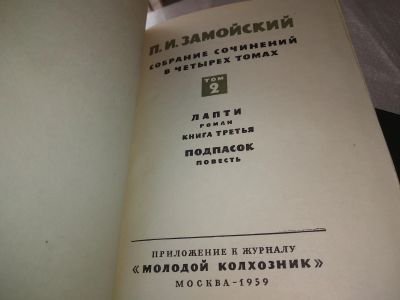 П. И. ЗАМОЙСКИЙ
СОБРАНИЕ СОЧИНЕНИЙ
В ЧЕТЫРЕХ ТОМАХ
ТОМ
2
ЛАПТИ
РОМАН
КНИГА ТРЕТЬЯ
ПОДПАСОК
ПОВЕСТЬ
ПРИЛОЖЕНИЕ К ЖУРНАЛУ
«МОЛОДОЙ КОЛХОЗНИК»
МОСКВА–1959